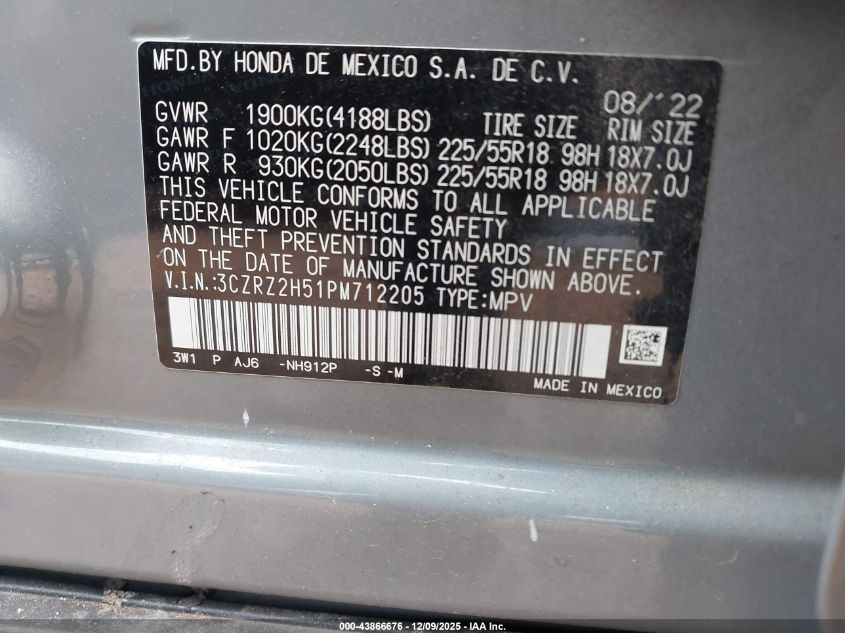 MFD.BY HONDA DE MEXICO S.A. DE C.V.
08/'22
GVWR 1900KG(4188LBS) TIRE SIZE RIM SIZE
GAWR F 1020KG(2248LBS) 225/55R18 98H 18X7.0J
GAWR R 930KG(2050LBS) 225/55R18 98H 18X7.0J
THIS VEHICLE CONFORMS TO ALL APPLICABLE
FEDERAL MOTOR VEHICLE SAFETY
AND THEFT PREVENTION STANDARDS IN EFFECT
ON THE DATE OF MANUFACTURE SHOWN ABOVE.
V.I.N.:3CZRZ2H51PM712205 TYPE:MPV
3W1 P AJ6 -NH912P -S -M
MADE IN MEXICO
000-43866676 | 12/09/2025 | IAA Inc.